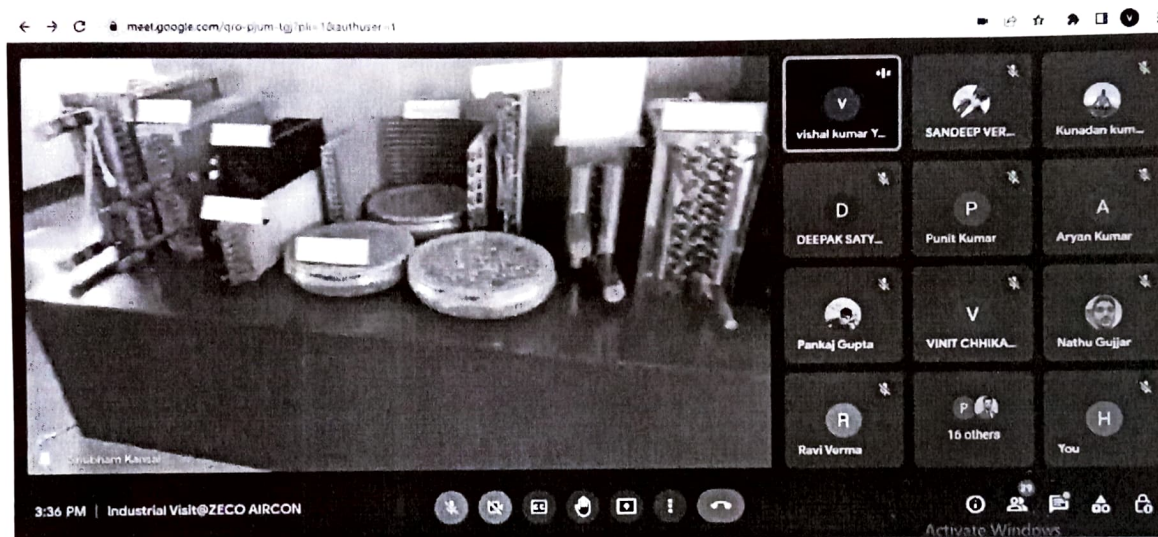 meet.google.com/qro-pjum-tgj?pli=1&authuser=1
V
V
vishal kumar Y...
SANDEEP VER...
Kunadan kum...
D
DEEPAK SATY...
P
Punit Kumar
A
Aryan Kumar
Pankaj Gupta
V
VINIT CHHIKA...
Nathu Gujjar
R
Ravi Verma
P
16 others
H
You
Shubham Kansal
3:36 PM | Industrial Visit@ZECO AIRCON
CC
29
Activate Windows